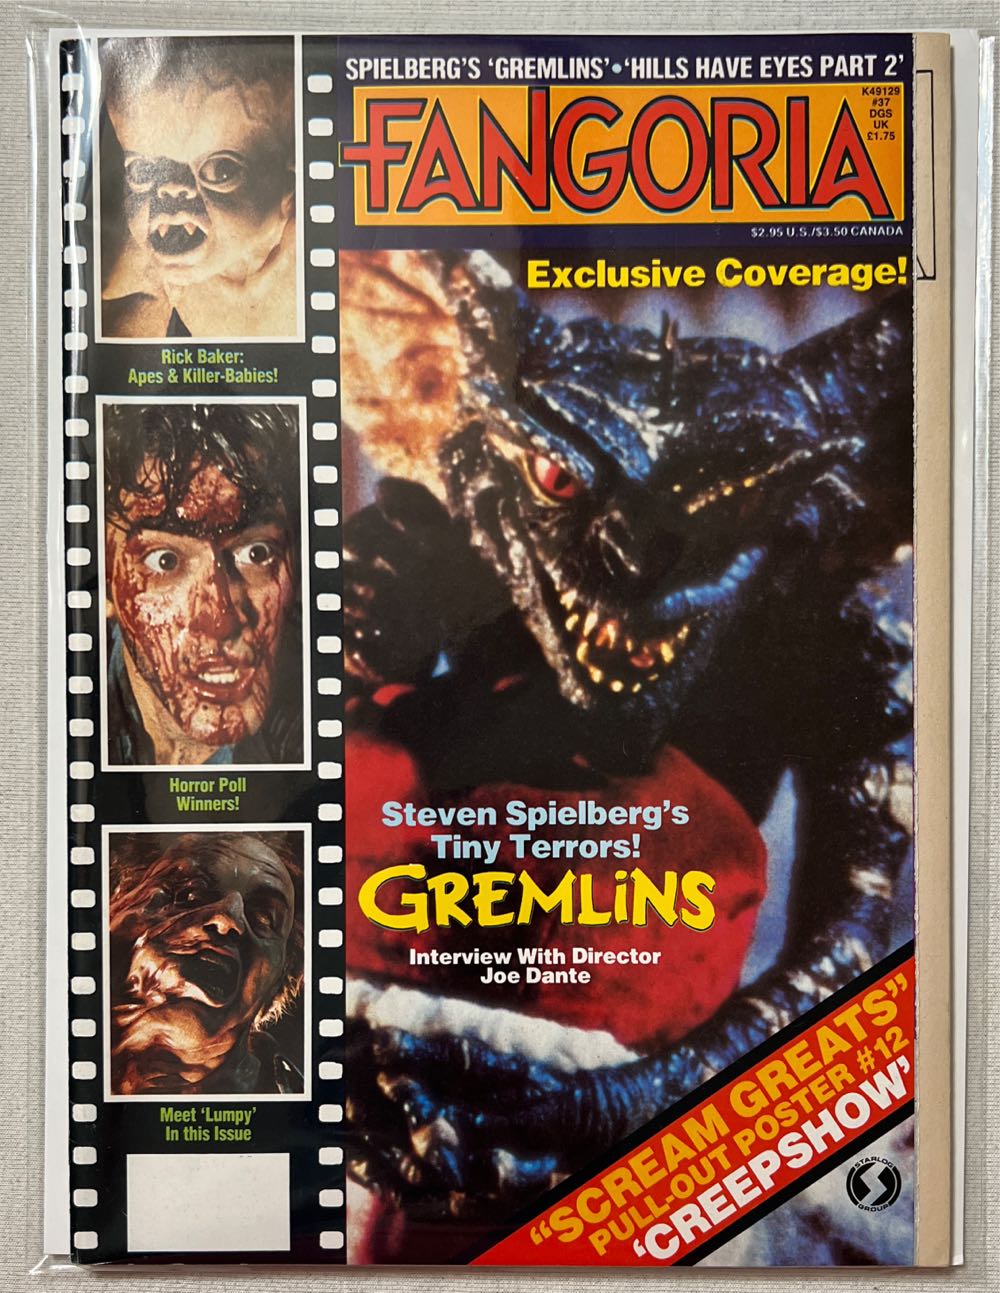 SPIELBERG'S 'GREMLINS'•'HILLS HAVE EYES PART 2'
FANGORIA
K49129
#37
DGS
UK
£1.75
$2.95 U.S./$3.50 CANADA
Exclusive Coverage!
Rick Baker:
Apes & Killer-Babies!
Horror Poll
Winners!
Meet 'Lumpy'
In this Issue
Steven Spielberg's
Tiny Terrors!
GREMLiNS
Interview With Director
Joe Dante
"SCREAM GREATS"
PULL-OUT POSTER #12
'CREEPSHOW'
STARLOG
GROUP